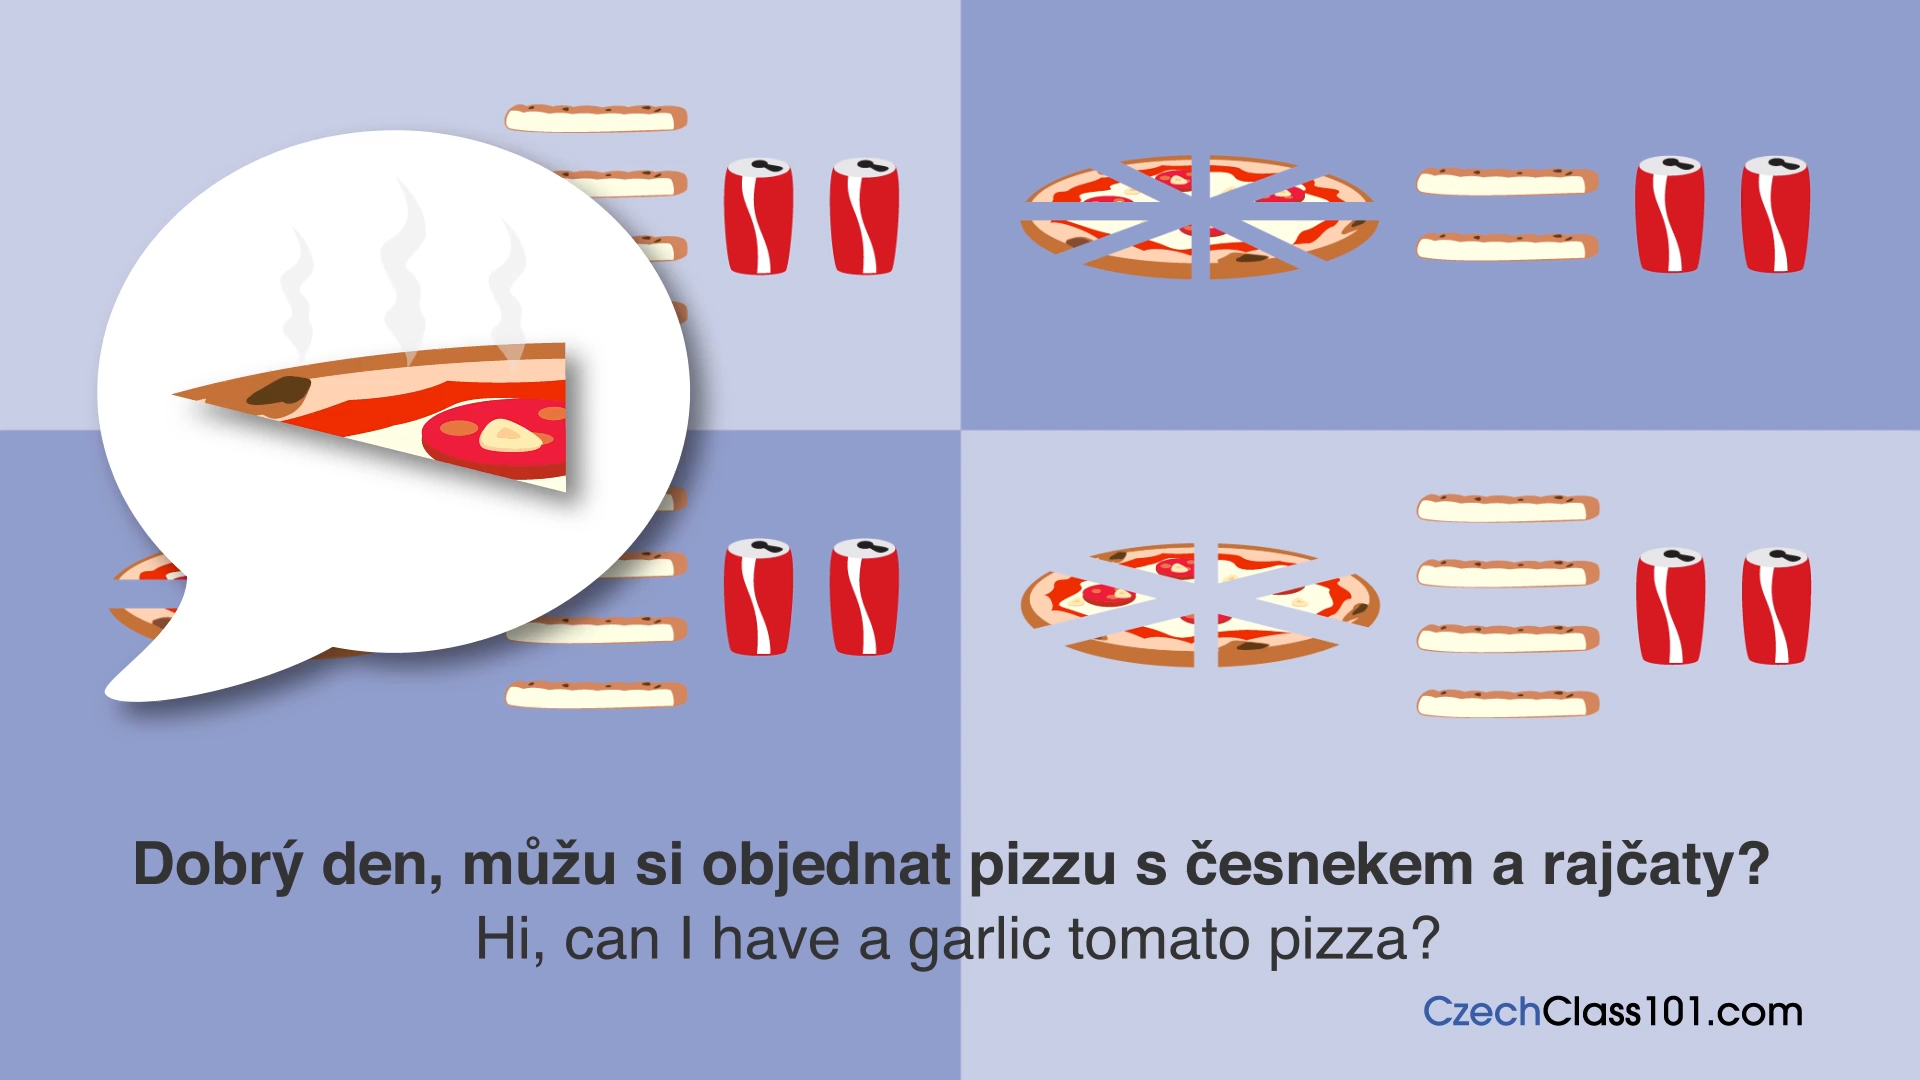 Dobrý den, můžu si objednat pizzu s česnekem a rajčaty?
Hi, can I have a garlic tomato pizza?
CzechClass101.com